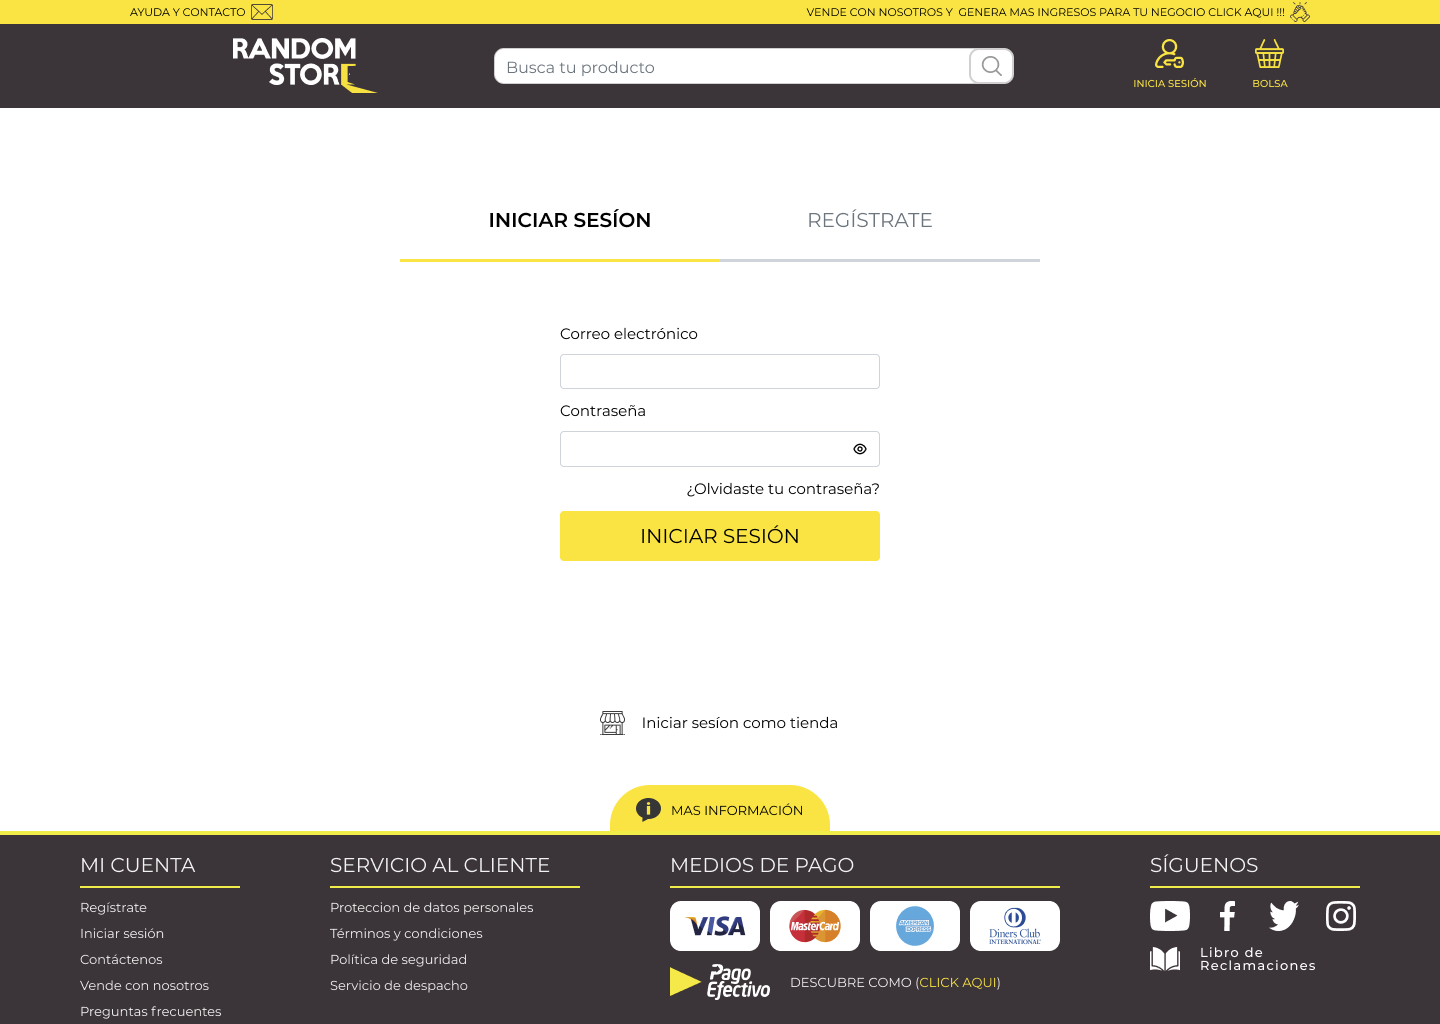 AYUDA Y CONTACTO
VENDE CON NOSOTROS Y GENERA MAS INGRESOS PARA TU NEGOCIO CLICK AQUI !!!
RANDOM
STORE
Busca tu producto
INICIA SESIÓN
BOLSA
INICIAR SESÍON
REGÍSTRATE
Correo electrónico
Contraseña
¿Olvidaste tu contraseña?
INICIAR SESIÓN
Iniciar sesíon como tienda
i
MAS INFORMACIÓN
MI CUENTA
Regístrate
Iniciar sesión
Contáctenos
Vende con nosotros
Preguntas frecuentes
SERVICIO AL CLIENTE
Proteccion de datos personales
Términos y condiciones
Política de seguridad
Servicio de despacho
MEDIOS DE PAGO
VISA
MasterCard
AMERICAN
EXPRESS
Diners Club
INTERNATIONAL
Pago
Efectivo
DESCUBRE COMO (CLICK AQUI)
SÍGUENOS
Libro de
Reclamaciones